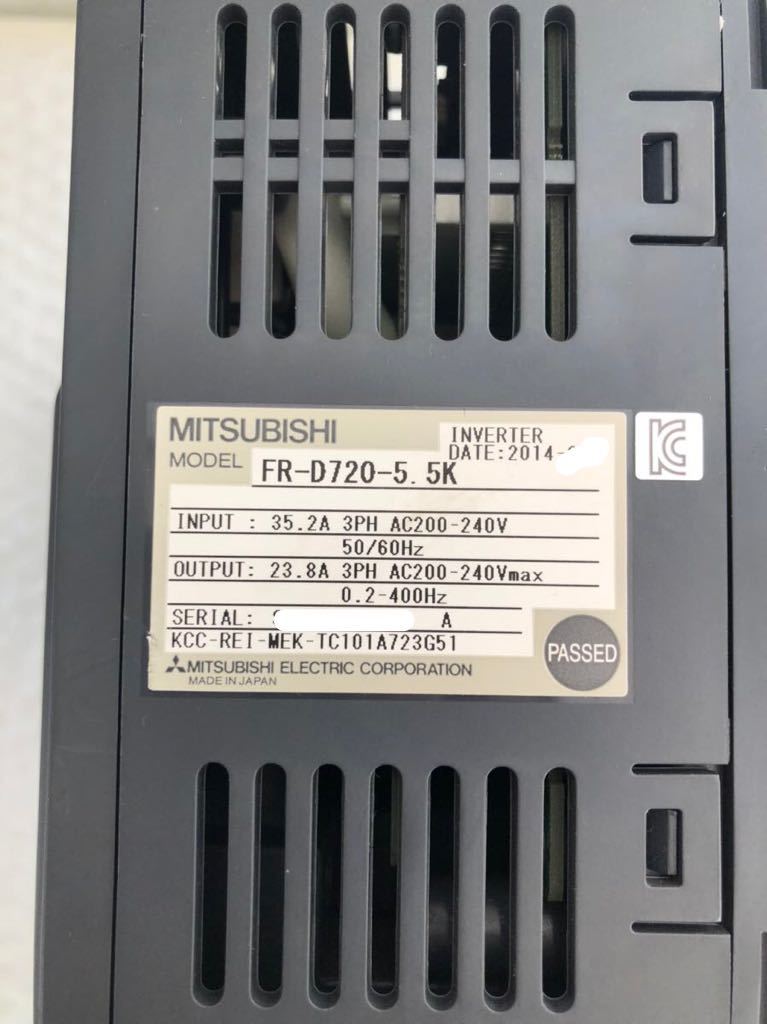 MITSUBISHI
INVERTER
DATE:2014-
MODEL FR-D720-5.5K
INPUT : 35.2A 3PH AC200-240V
50/60Hz
OUTPUT: 23.8A 3PH AC200-240Vmax
0.2-400Hz
SERIAL: A
KCC-REI-MEK-TC101A723G51
MITSUBISHI ELECTRIC CORPORATION
MADE IN JAPAN
PASSED
KC